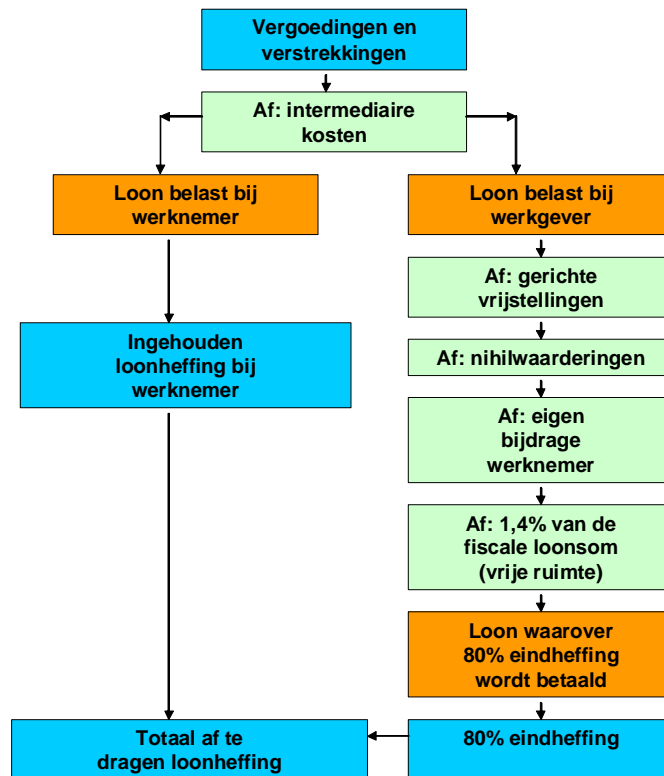 Vergoedingen en
verstrekkingen
Af: intermediaire
kosten
Loon belast bij
werknemer
Loon belast bij
werkgever
Af: gerichte
vrijstellingen
Ingehouden
loonheffing bij
werknemer
Af: nihilwaarderingen
Af: eigen
bijdrage
werknemer
Af: 1,4% van de
fiscale loonsom
(vrije ruimte)
Loon waarover
80% eindheffing
wordt betaald
Totaal af te
dragen loonheffing
80% eindheffing